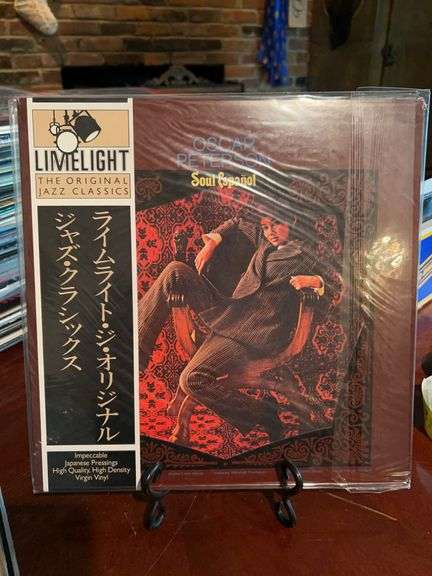 LIMELIGHT
THE ORIGINAL
JAZZ CLASSICS
ライムライト・ジ・オリジナル
ジャズ・クラシックス
Impeccable
Japanese Pressings
High Quality, High Density
Virgin Vinyl
OSCAR
PETERSON
Soul Español